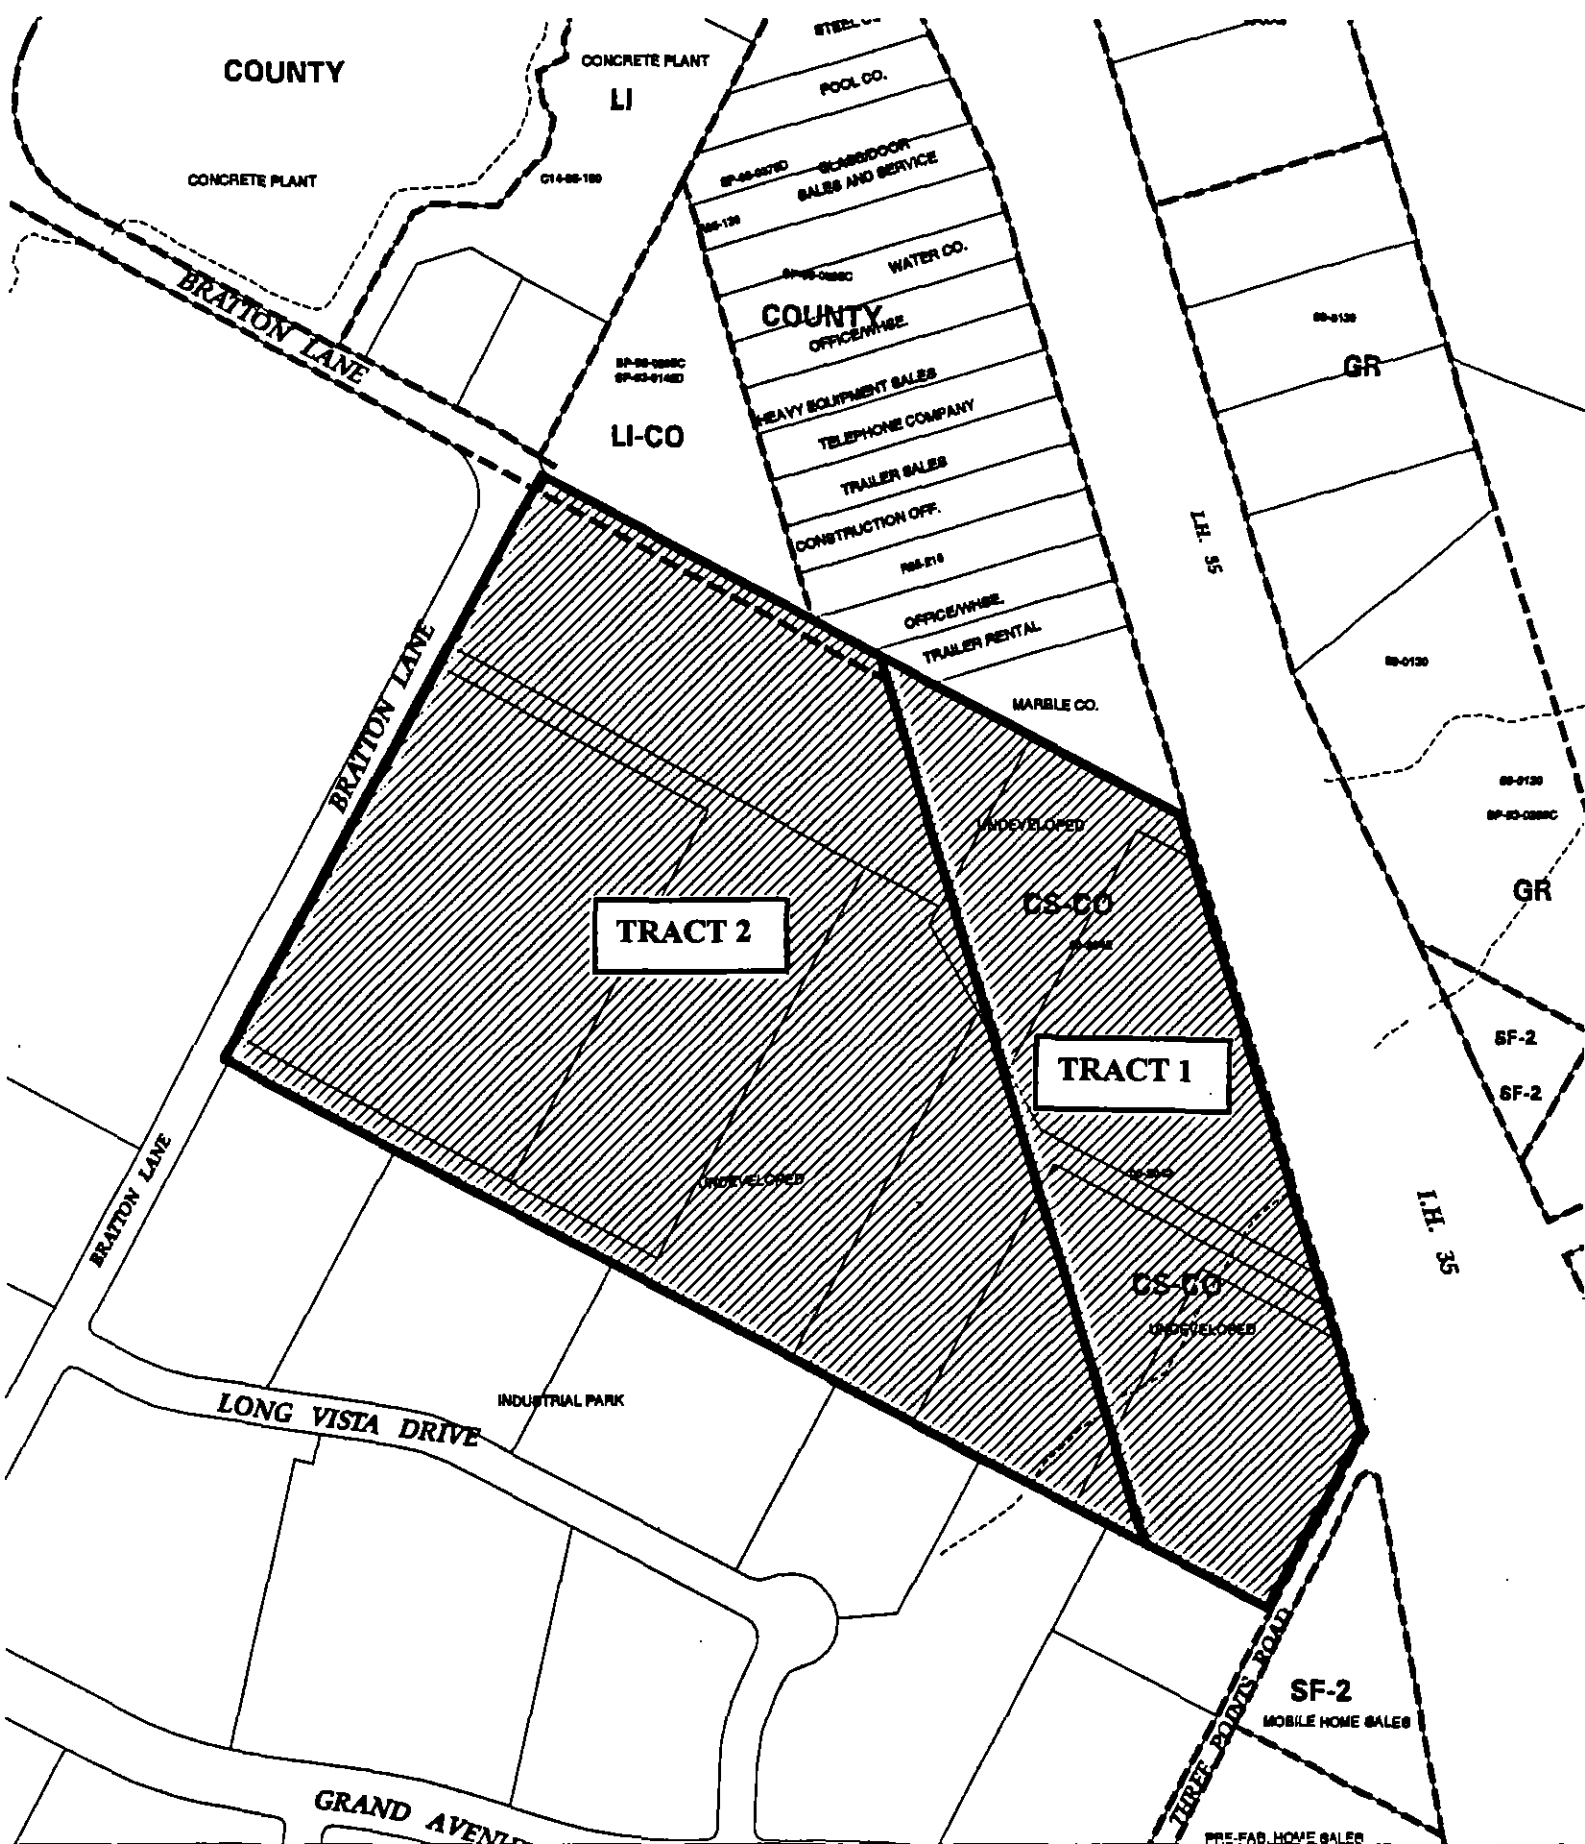 COUNTY
CONCRETE PLANT
LI
CONCRETE PLANT
C14-86-180
POOL CO.
GLASS/DOOR
SALES AND SERVICE
WATER CO.
COUNTY
OFFICE/WHSE.
HEAVY EQUIPMENT SALES
TELEPHONE COMPANY
TRAILER SALES
CONSTRUCTION OFF.
OFFICE/WHSE.
TRAILER RENTAL
MARBLE CO.
BRATTON LANE
LI-CO
GR
I.H. 35
BRATTON LANE
UNDEVELOPED
CS-CO
GR
TRACT 2
TRACT 1
SF-2
SF-2
BRATTON LANE
UNDEVELOPED
I.H. 35
CS-CO
UNDEVELOPED
INDUSTRIAL PARK
LONG VISTA DRIVE
THREE POINTS ROAD
SF-2
MOBILE HOME SALES
GRAND
PRE-FAB. HOME SALES